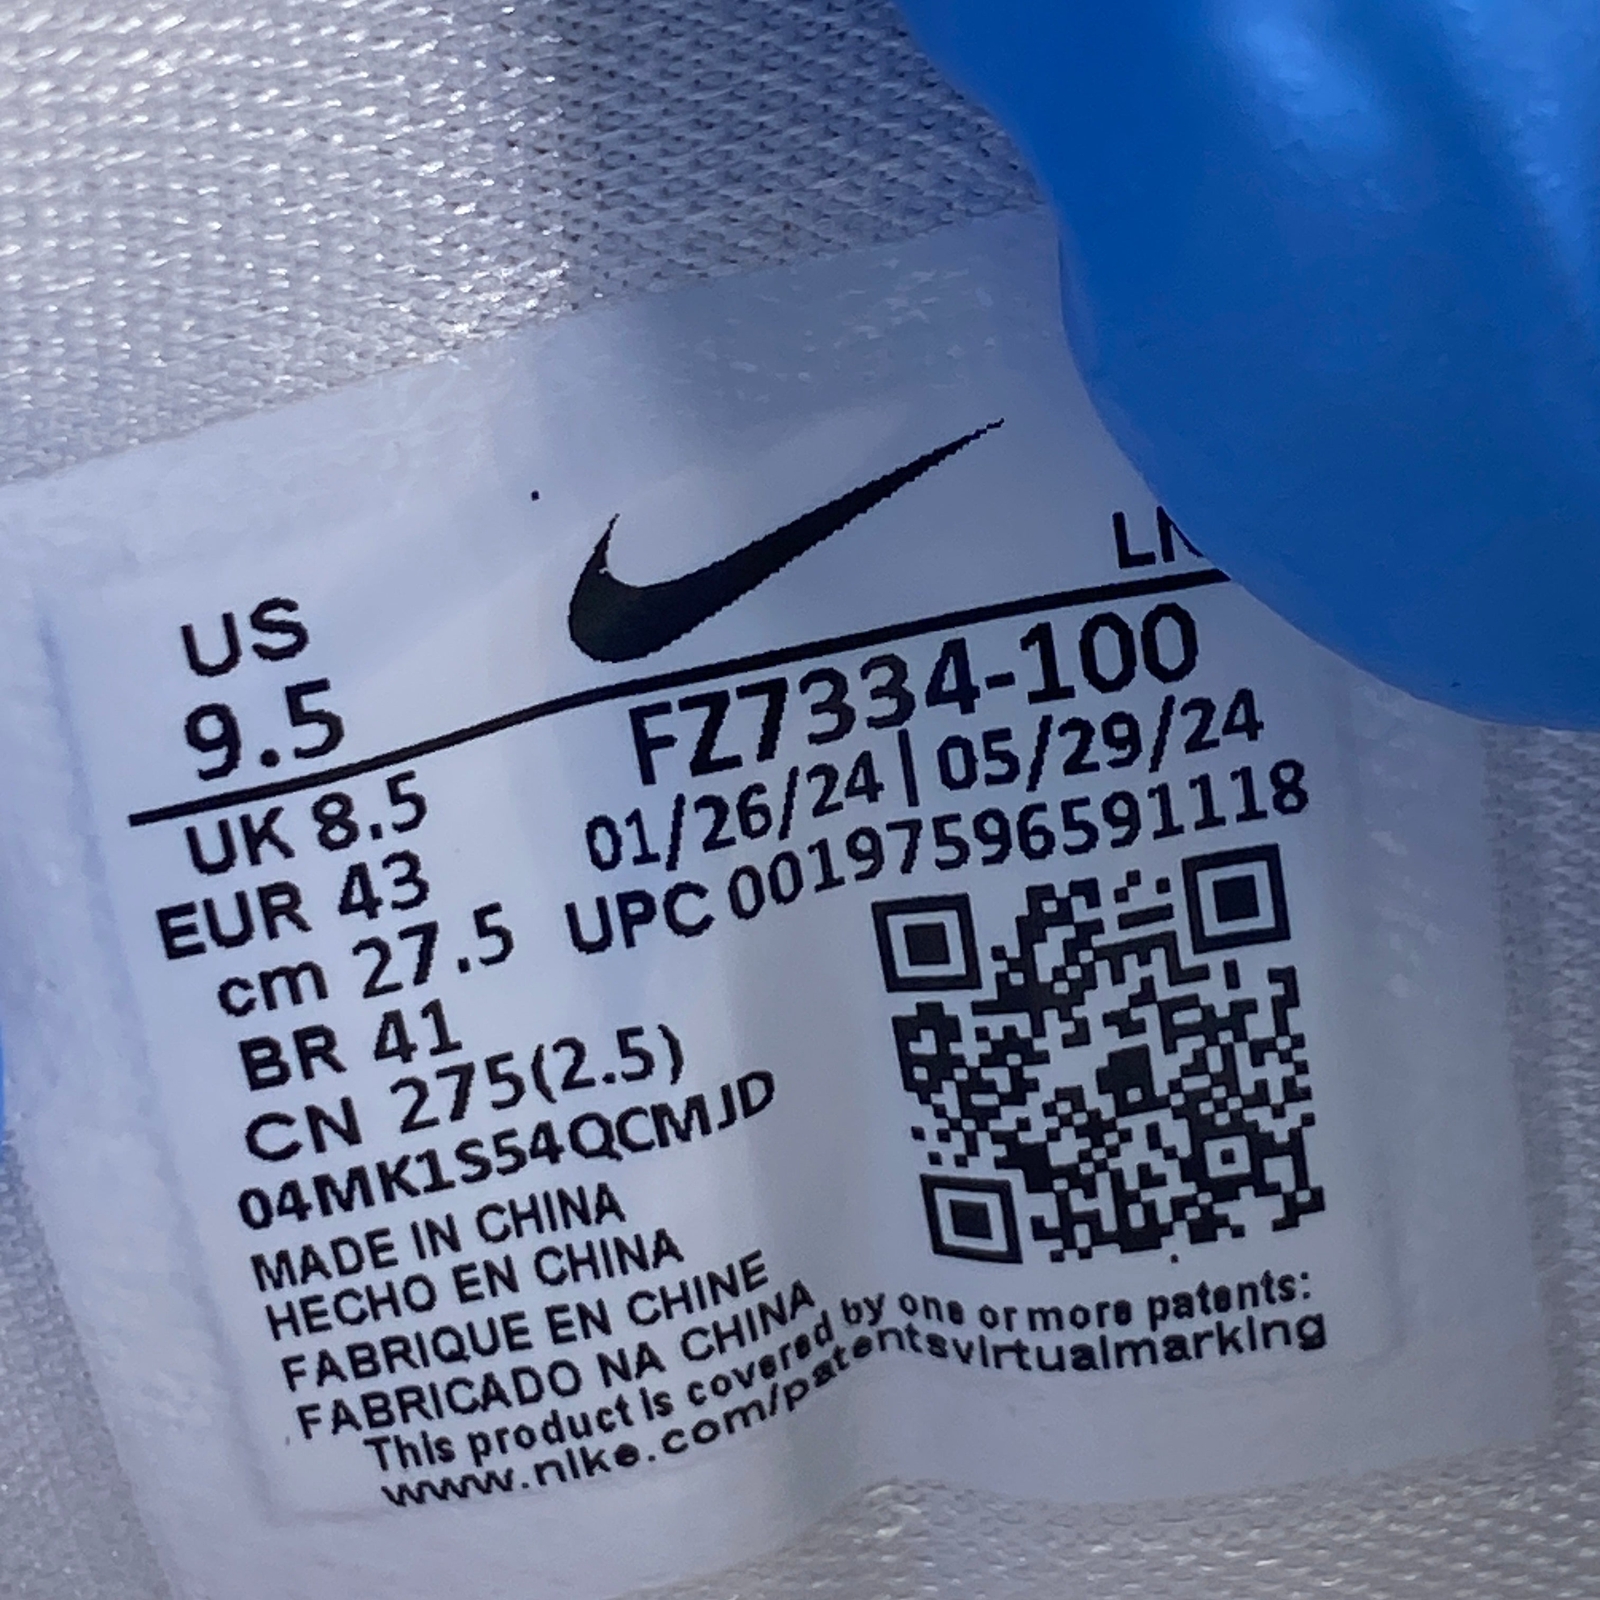 US
9.5
UK 8.5
EUR 43
cm 27.5
BR 41
CN 275(2.5)
04MK1S54QCMJD
MADE IN CHINA
HECHO EN CHINA
FABRIQUE EN CHINE
FABRICADO NA CHINA
FZ7334-100
01/26/24|05/29/24
UPC 00197596591118
This product is covered by one or more patents:
www.nike.com/patentsvirtualmarking